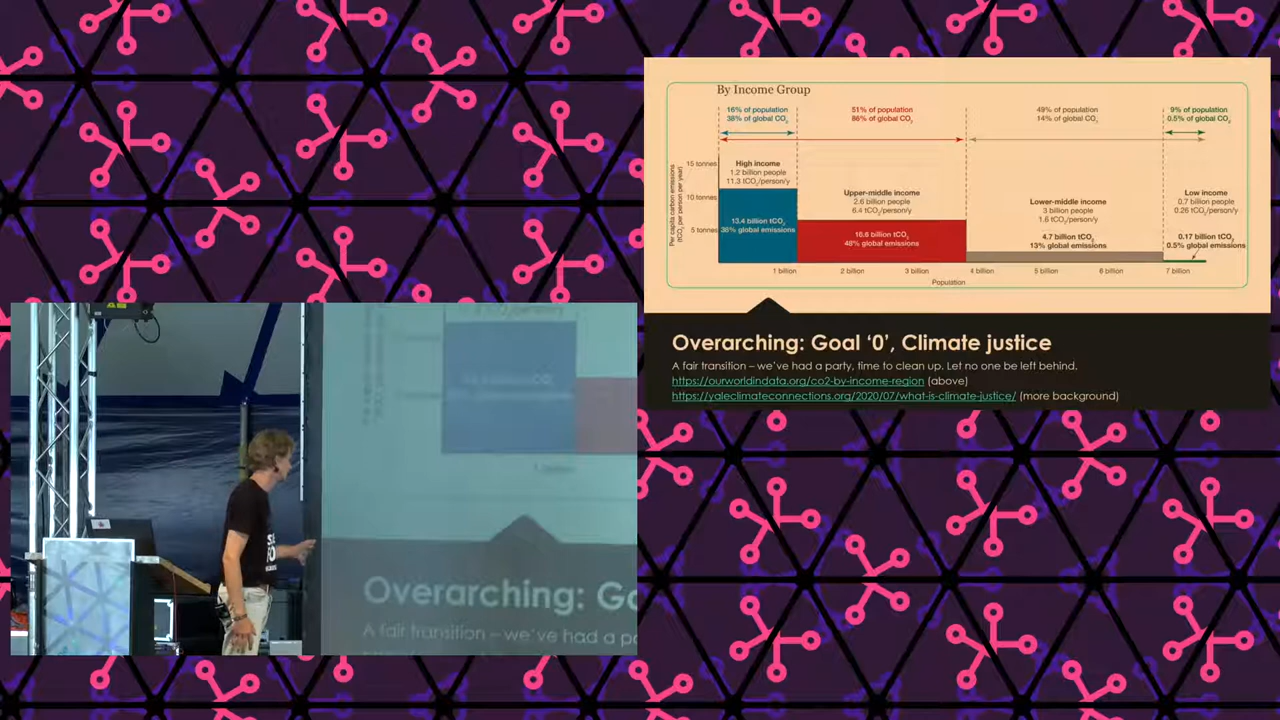 By Income Group
16% of population
38% of global CO2
51% of population
86% of global CO2
49% of population
14% of global CO2
9% of population
0.5% of global CO2
Per capita carbon emissions
(tCO2 per person per year)
15 tonnes
10 tonnes
5 tonnes
High income
1.2 billion people
11.3 tCO2/person/y
13.4 billion tCO2
38% global emissions
Upper-middle income
2.6 billion people
6.4 tCO2/person/y
16.6 billion tCO2
48% global emissions
Lower-middle income
3 billion people
1.6 tCO2/person/y
4.7 billion tCO2
13% global emissions
Low income
0.7 billion people
0.26 tCO2/person/y
0.17 billion tCO2
0.5% global emissions
1 billion
2 billion
3 billion
4 billion
5 billion
6 billion
7 billion
Population
Overarching: Goal ‘0’, Climate justice
A fair transition – we’ve had a party, time to clean up. Let no one be left behind.
https://ourworldindata.org/co2-by-income-region (above)
https://yaleclimateconnections.org/2020/07/what-is-climate-justice/ (more background)
Overarching: Go
A fair transition – we’ve had a pa